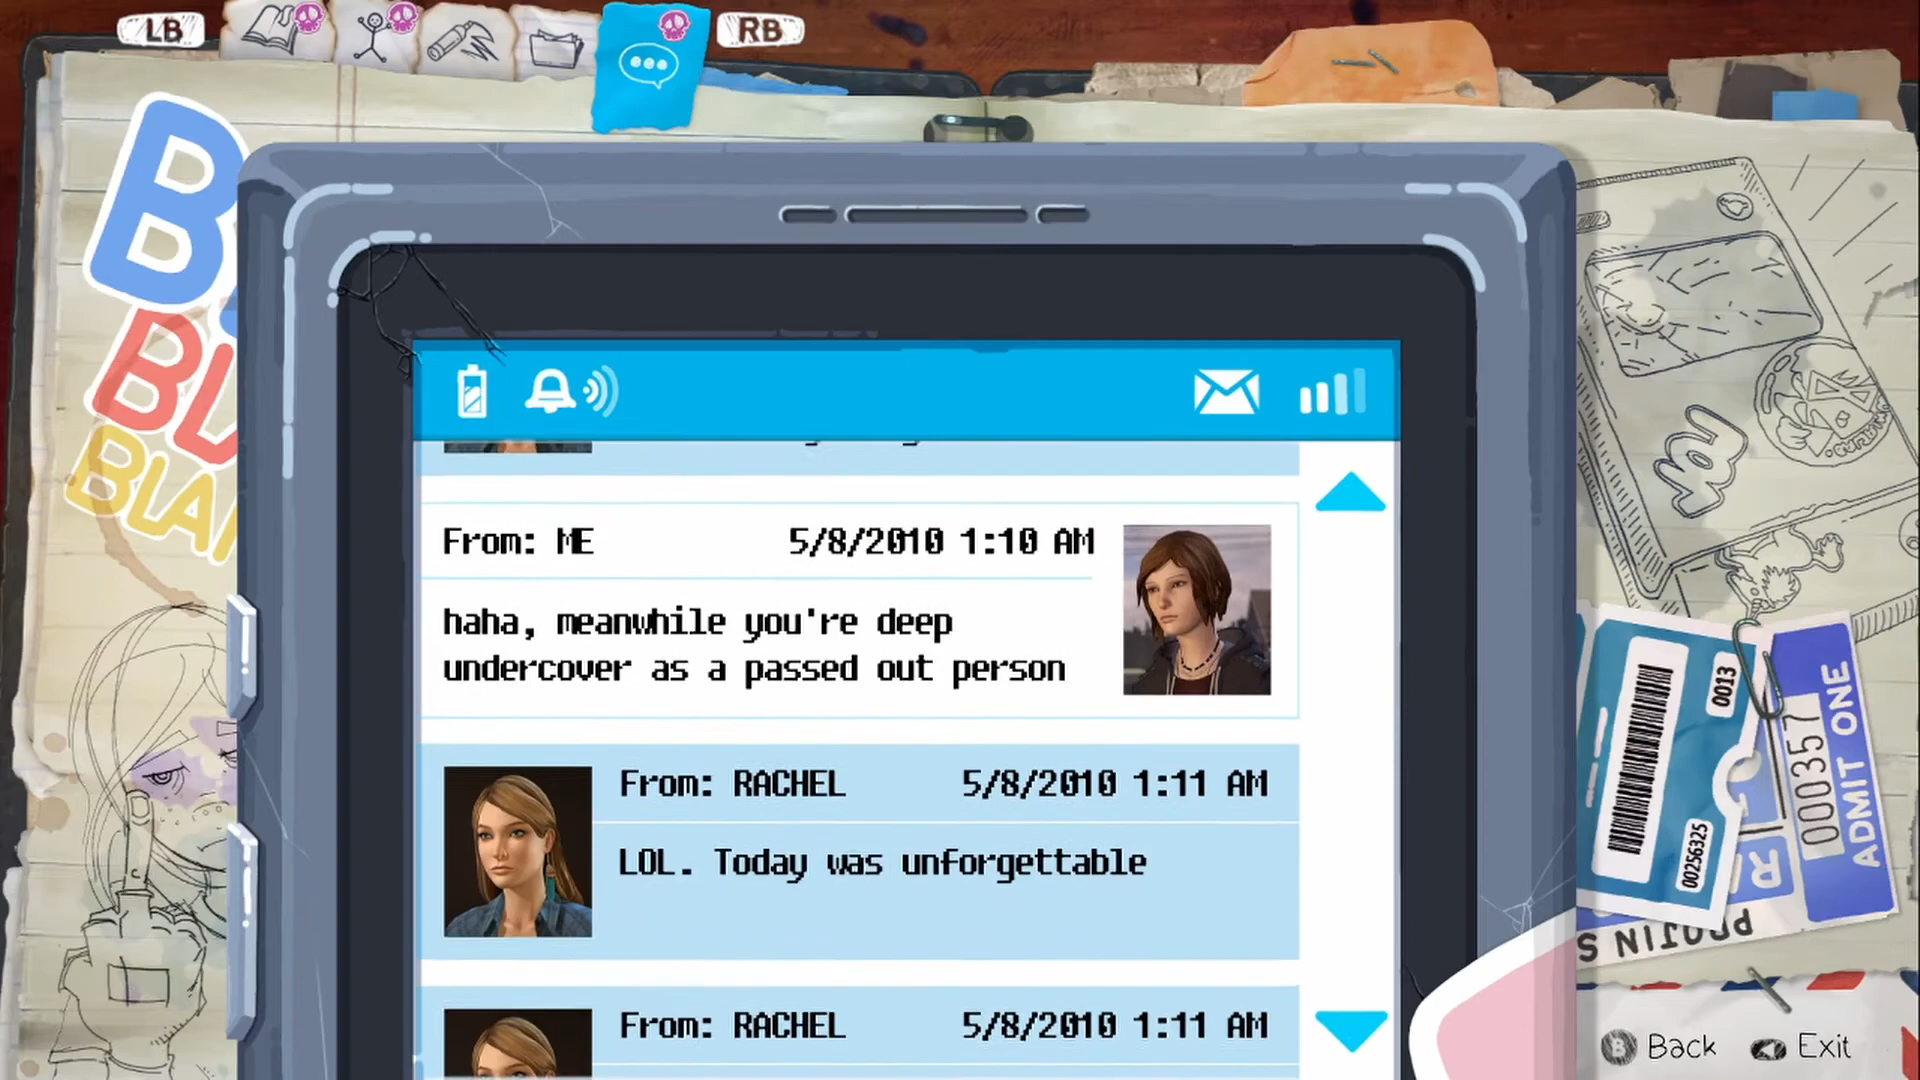 LB
RB
From: ME 5/8/2010 1:10 AM
haha, meanwhile you're deep
undercover as a passed out person
From: RACHEL 5/8/2010 1:11 AM
LOL. Today was unforgettable
From: RACHEL 5/8/2010 1:11 AM
0013
00256325
000357
ADMIT ONE
B Back
Exit